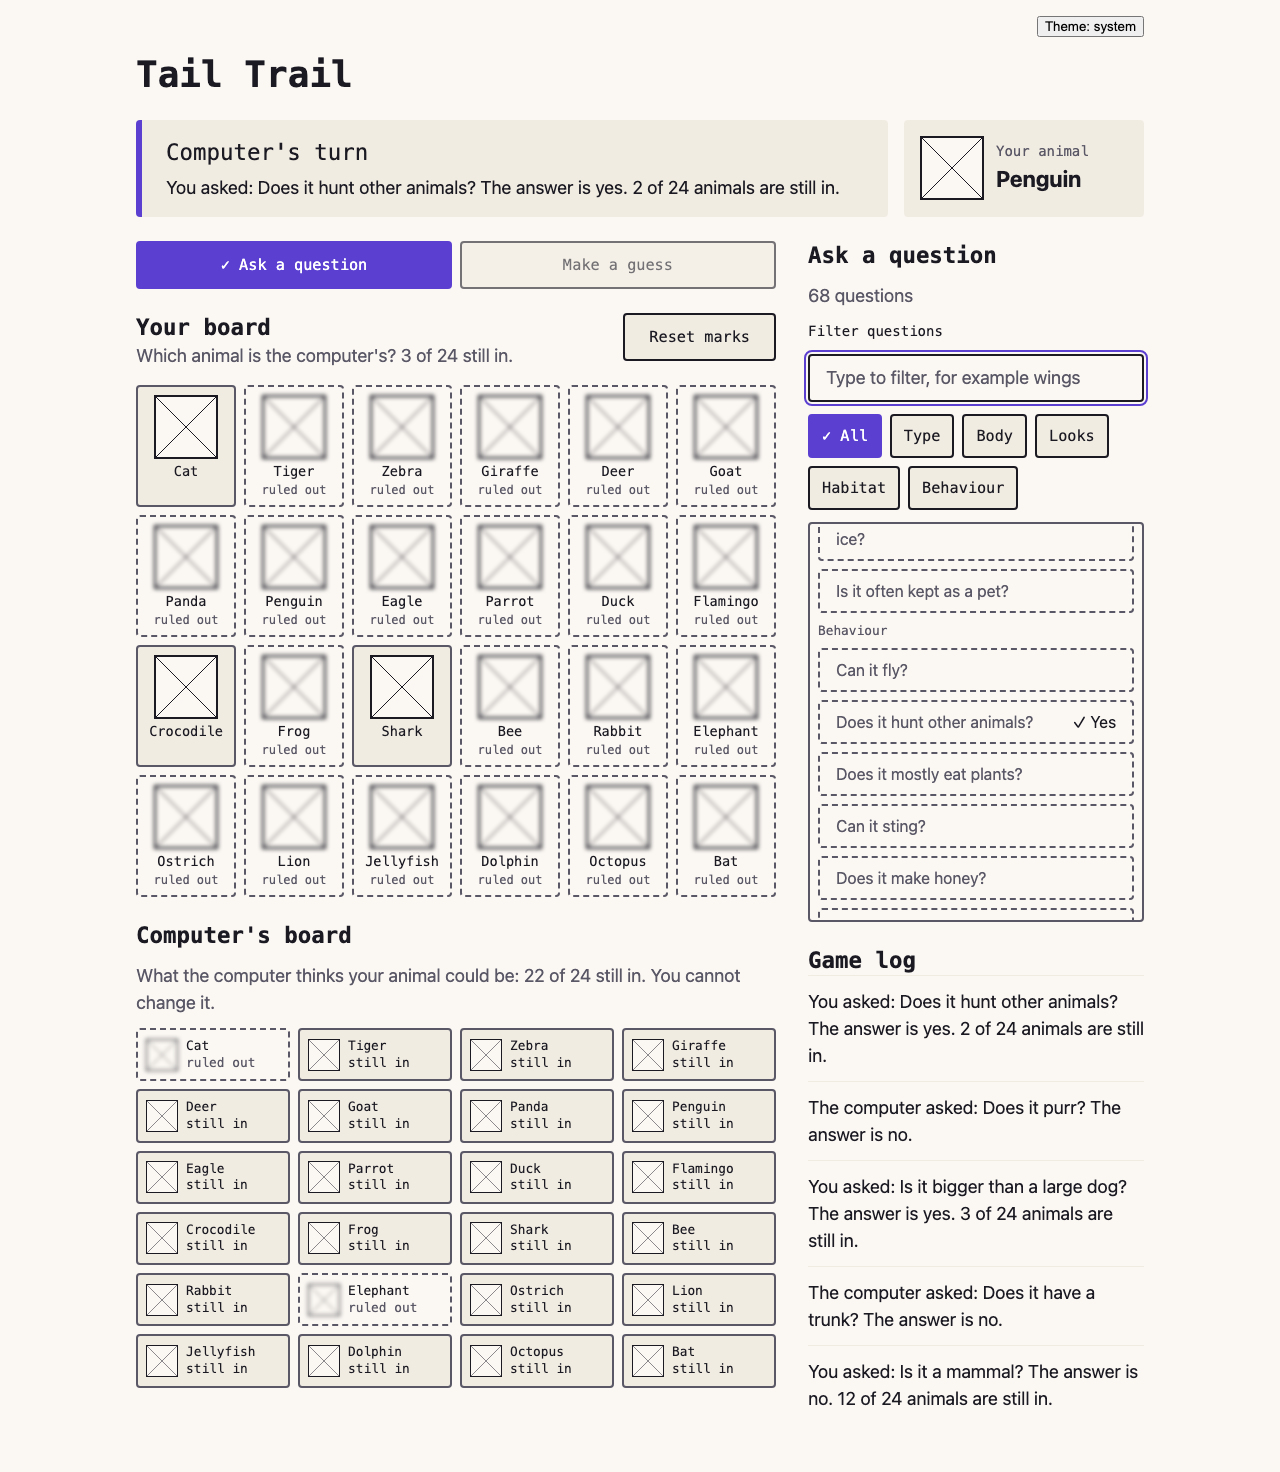 Theme: system
Tail Trail
Computer's turn
You asked: Does it hunt other animals? The answer is yes. 2 of 24 animals are still in.
Your animal
Penguin
✓ Ask a question
Make a guess
Your board
Which animal is the computer's? 3 of 24 still in.
Reset marks
Cat
Tiger
ruled out
Zebra
ruled out
Giraffe
ruled out
Deer
ruled out
Goat
ruled out
Panda
ruled out
Penguin
ruled out
Eagle
ruled out
Parrot
ruled out
Duck
ruled out
Flamingo
ruled out
Crocodile
Frog
ruled out
Shark
Bee
ruled out
Rabbit
ruled out
Elephant
ruled out
Ostrich
ruled out
Lion
ruled out
Jellyfish
ruled out
Dolphin
ruled out
Octopus
ruled out
Bat
ruled out
Computer's board
What the computer thinks your animal could be: 22 of 24 still in. You cannot
change it.
Cat
ruled out
Tiger
still in
Zebra
still in
Giraffe
still in
Deer
still in
Goat
still in
Panda
still in
Penguin
still in
Eagle
still in
Parrot
still in
Duck
still in
Flamingo
still in
Crocodile
still in
Frog
still in
Shark
still in
Bee
still in
Rabbit
still in
Elephant
ruled out
Ostrich
still in
Lion
still in
Jellyfish
still in
Dolphin
still in
Octopus
still in
Bat
still in
Ask a question
68 questions
Filter questions
Type to filter, for example wings
✓ All
Type
Body
Looks
Habitat
Behaviour
ice?
Is it often kept as a pet?
Behaviour
Can it fly?
Does it hunt other animals? ✓ Yes
Does it mostly eat plants?
Can it sting?
Does it make honey?
Game log
You asked: Does it hunt other animals?
The answer is yes. 2 of 24 animals are still
in.
The computer asked: Does it purr? The
answer is no.
You asked: Is it bigger than a large dog?
The answer is yes. 3 of 24 animals are
still in.
The computer asked: Does it have a
trunk? The answer is no.
You asked: Is it a mammal? The answer is
no. 12 of 24 animals are still in.